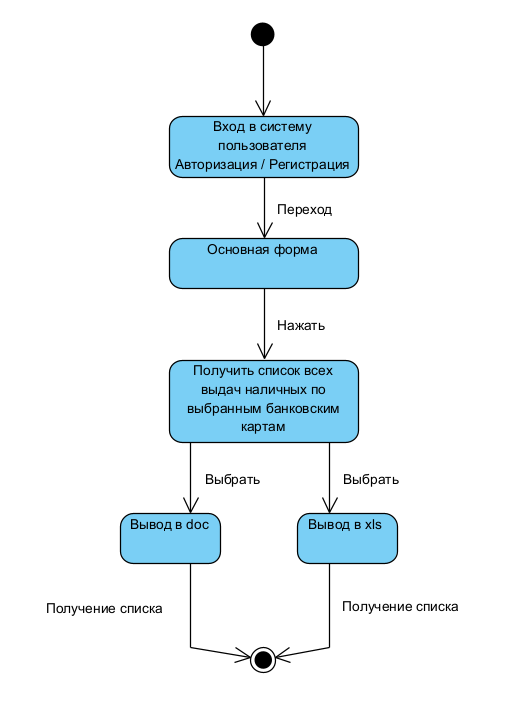 Вход в систему
пользователя
Авторизация / Регистрация
Переход
Основная форма
Нажать
Получить список всех
выдач наличных по
выбранным банковским
картам
Выбрать
Выбрать
Вывод в doc
Вывод в xls
Получение списка
Получение списка